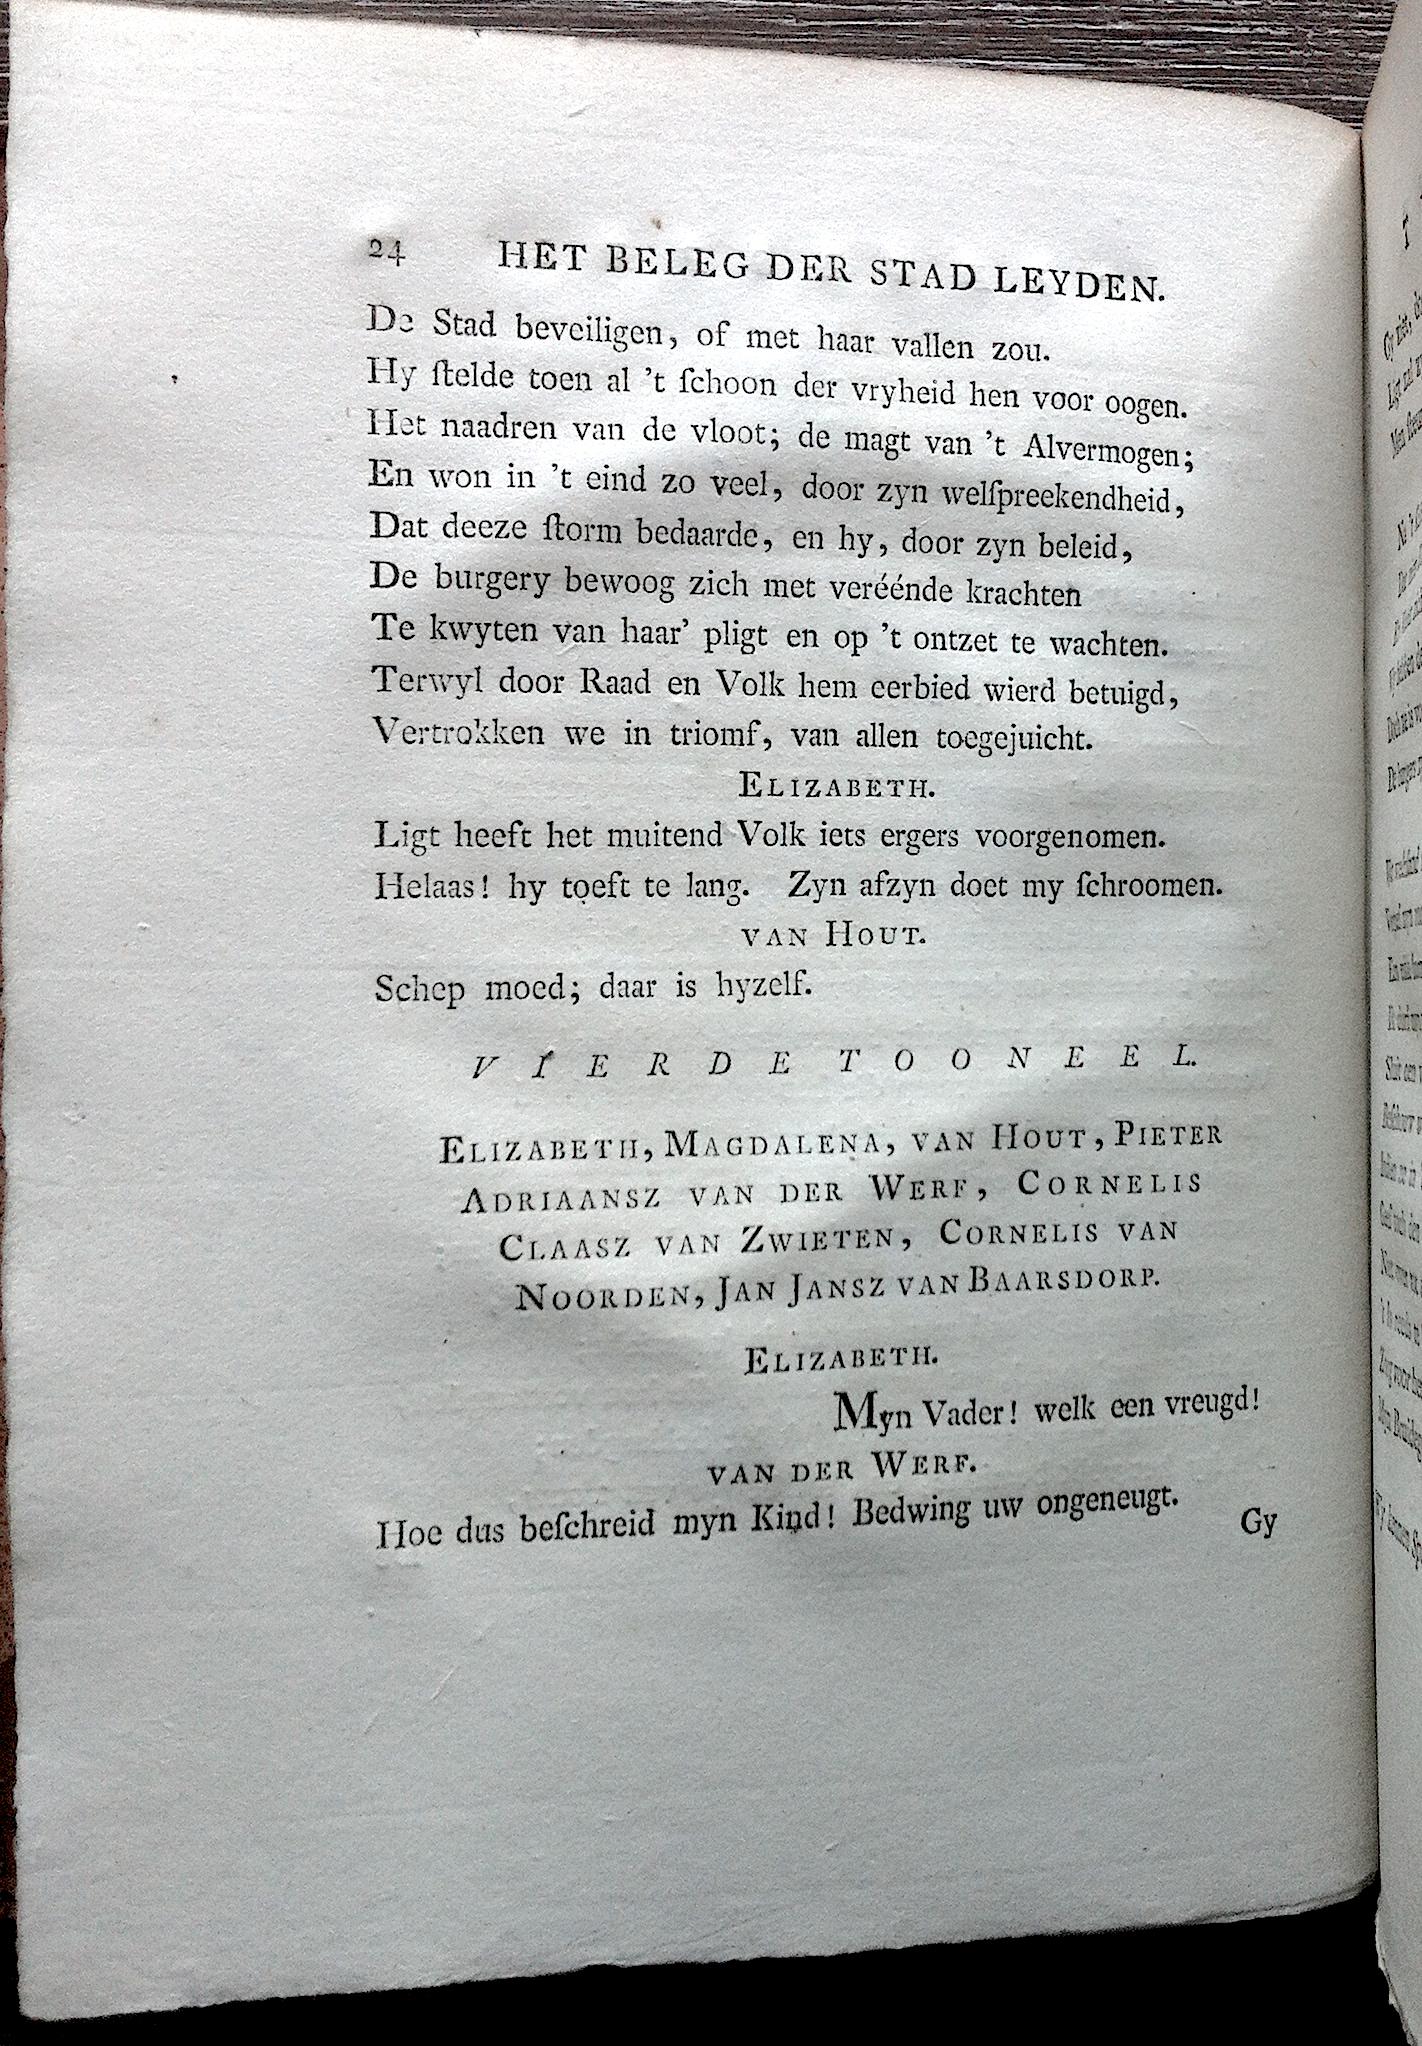 24 HET BELEG DER STAD LEYDEN.
De Stad beveiligen, of met haar vallen zou.
Hy ſtelde toen al 't ſchoon der vryheid hen voor oogen.
Het naadren van de vloot; de magt van 't Alvermogen;
En won in 't eind zo veel, door zyn welſpreekendheid,
Dat deeze ſtorm bedaarde, en hy, door zyn beleid,
De burgery bewoog zich met veréénde krachten
Te kwyten van haar' pligt en op 't ontzet te wachten.
Terwyl door Raad en Volk hem eerbied wierd betuigd,
Vertrokken we in triomf, van allen toegejuicht.
ELIZABETH.
Ligt heeft het muitend Volk iets ergers voorgenomen.
Helaas! hy toeft te lang. Zyn afzyn doet my ſchroomen.
VAN HOUT.
Schep moed; daar is hyzelf.
VIERDE TOONEEL.
ELIZABETH, MAGDALENA, VAN HOUT, PIETER
ADRIAANSZ VAN DER WERF, CORNELIS
CLAASZ VAN ZWIETEN, CORNELIS VAN
NOORDEN, JAN JANSZ VAN BAARSDORP.
ELIZABETH.
Myn Vader! welk een vreugd!
VAN DER WERF.
Hoe dus beſchreid myn Kind! Bedwing uw ongeneugt.
Gy